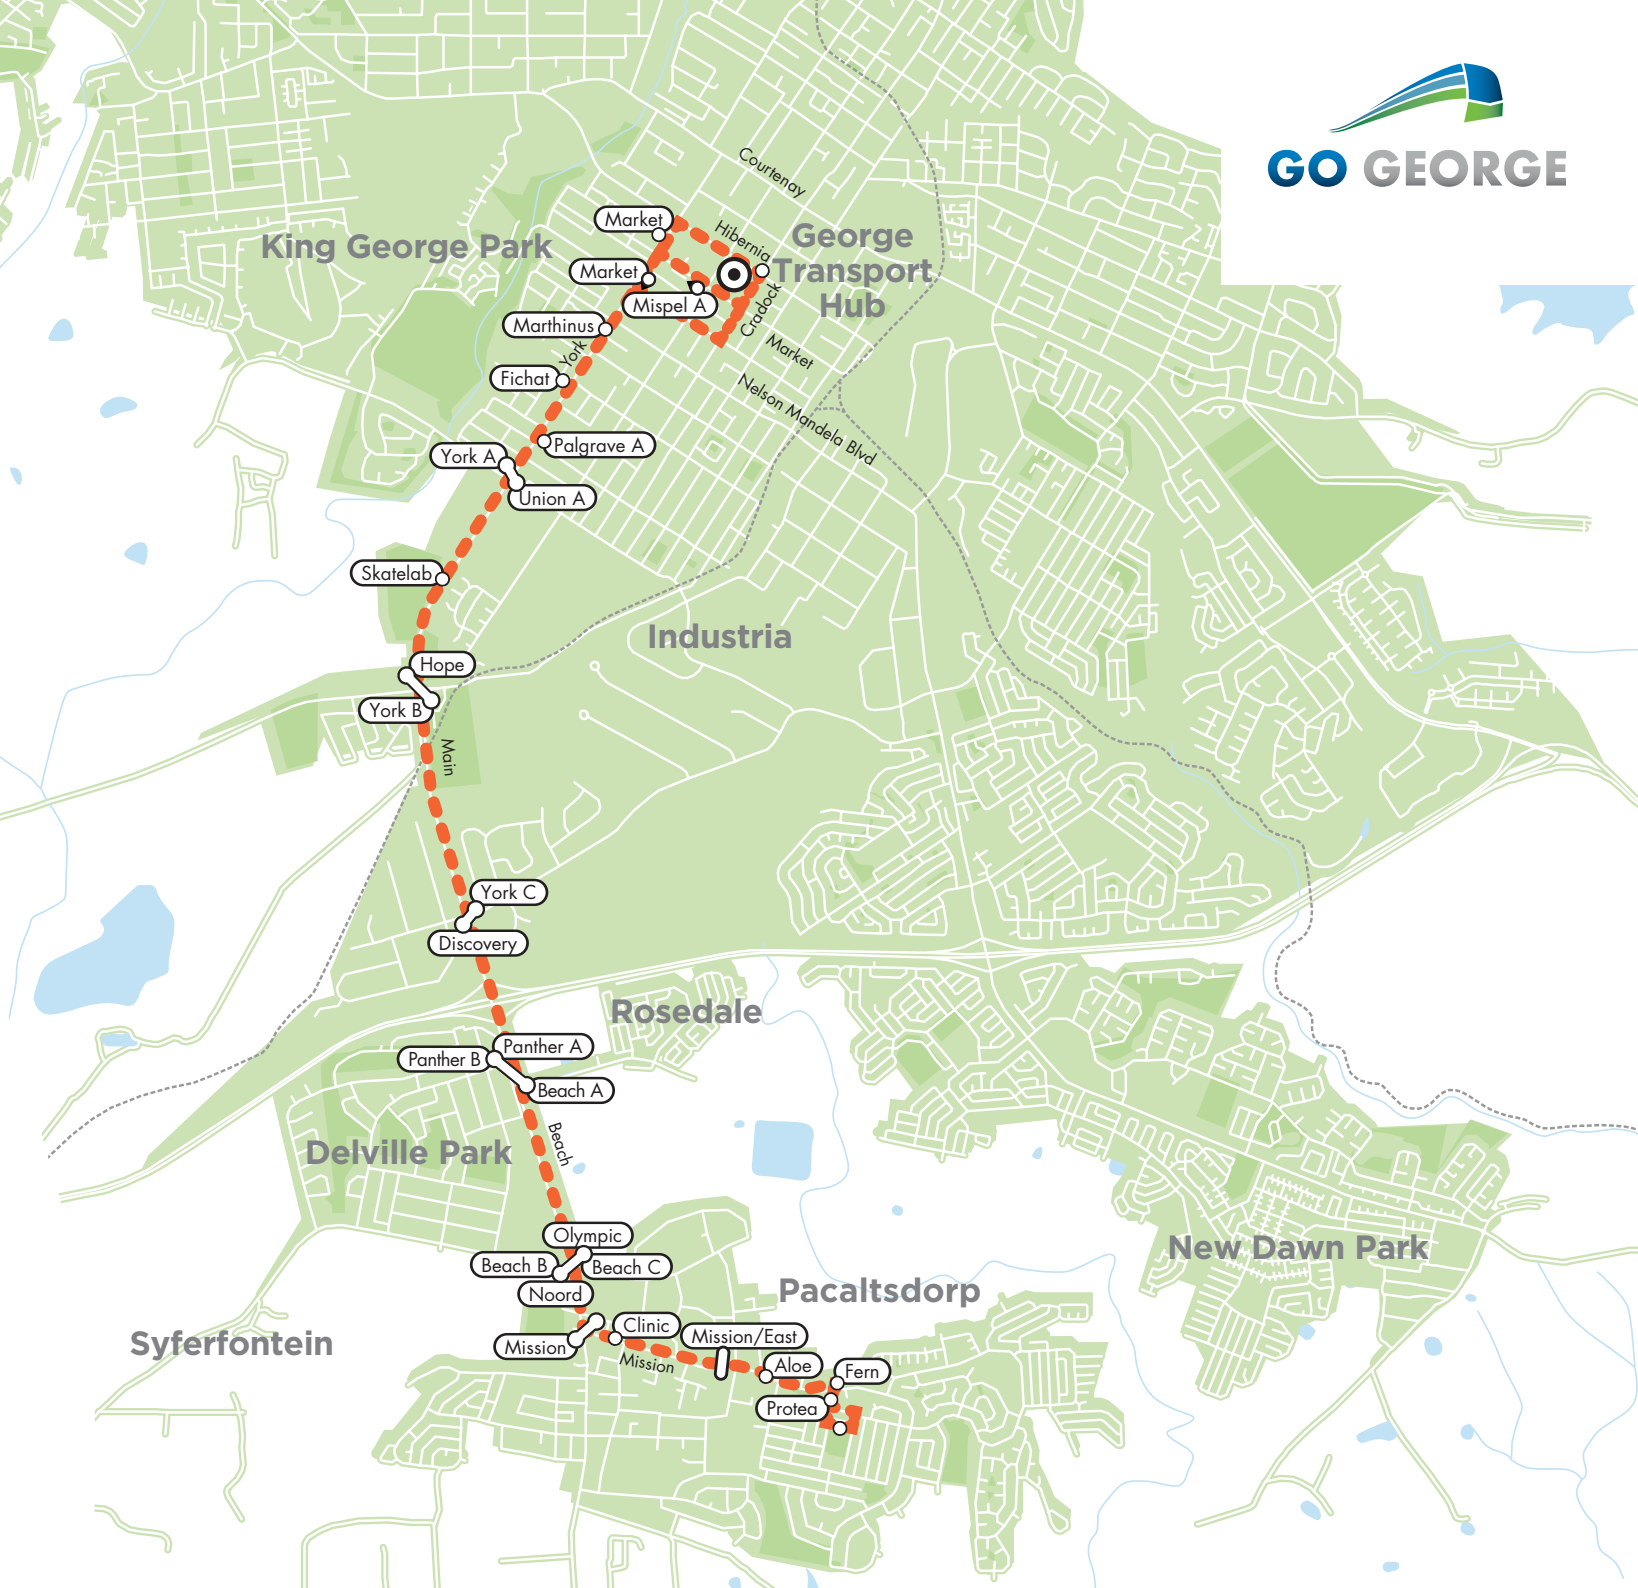 GO GEORGE
Courtenay
Market
Hibernia
King George Park
George
Transport
Hub
Market
Mispel A
Cradock
Marthinus
York
Market
Fichat
Nelson Mandela Blvd
Palgrave A
York A
Union A
Skatelab
Industria
Hope
York B
Main
York C
Discovery
Rosedale
Panther A
Panther B
Beach A
Beach
Delville Park
Olympic
Beach B
Beach C
Noord
New Dawn Park
Pacaltsdorp
Syferfontein
Clinic
Mission/East
Mission
Mission
Aloe
Fern
Protea